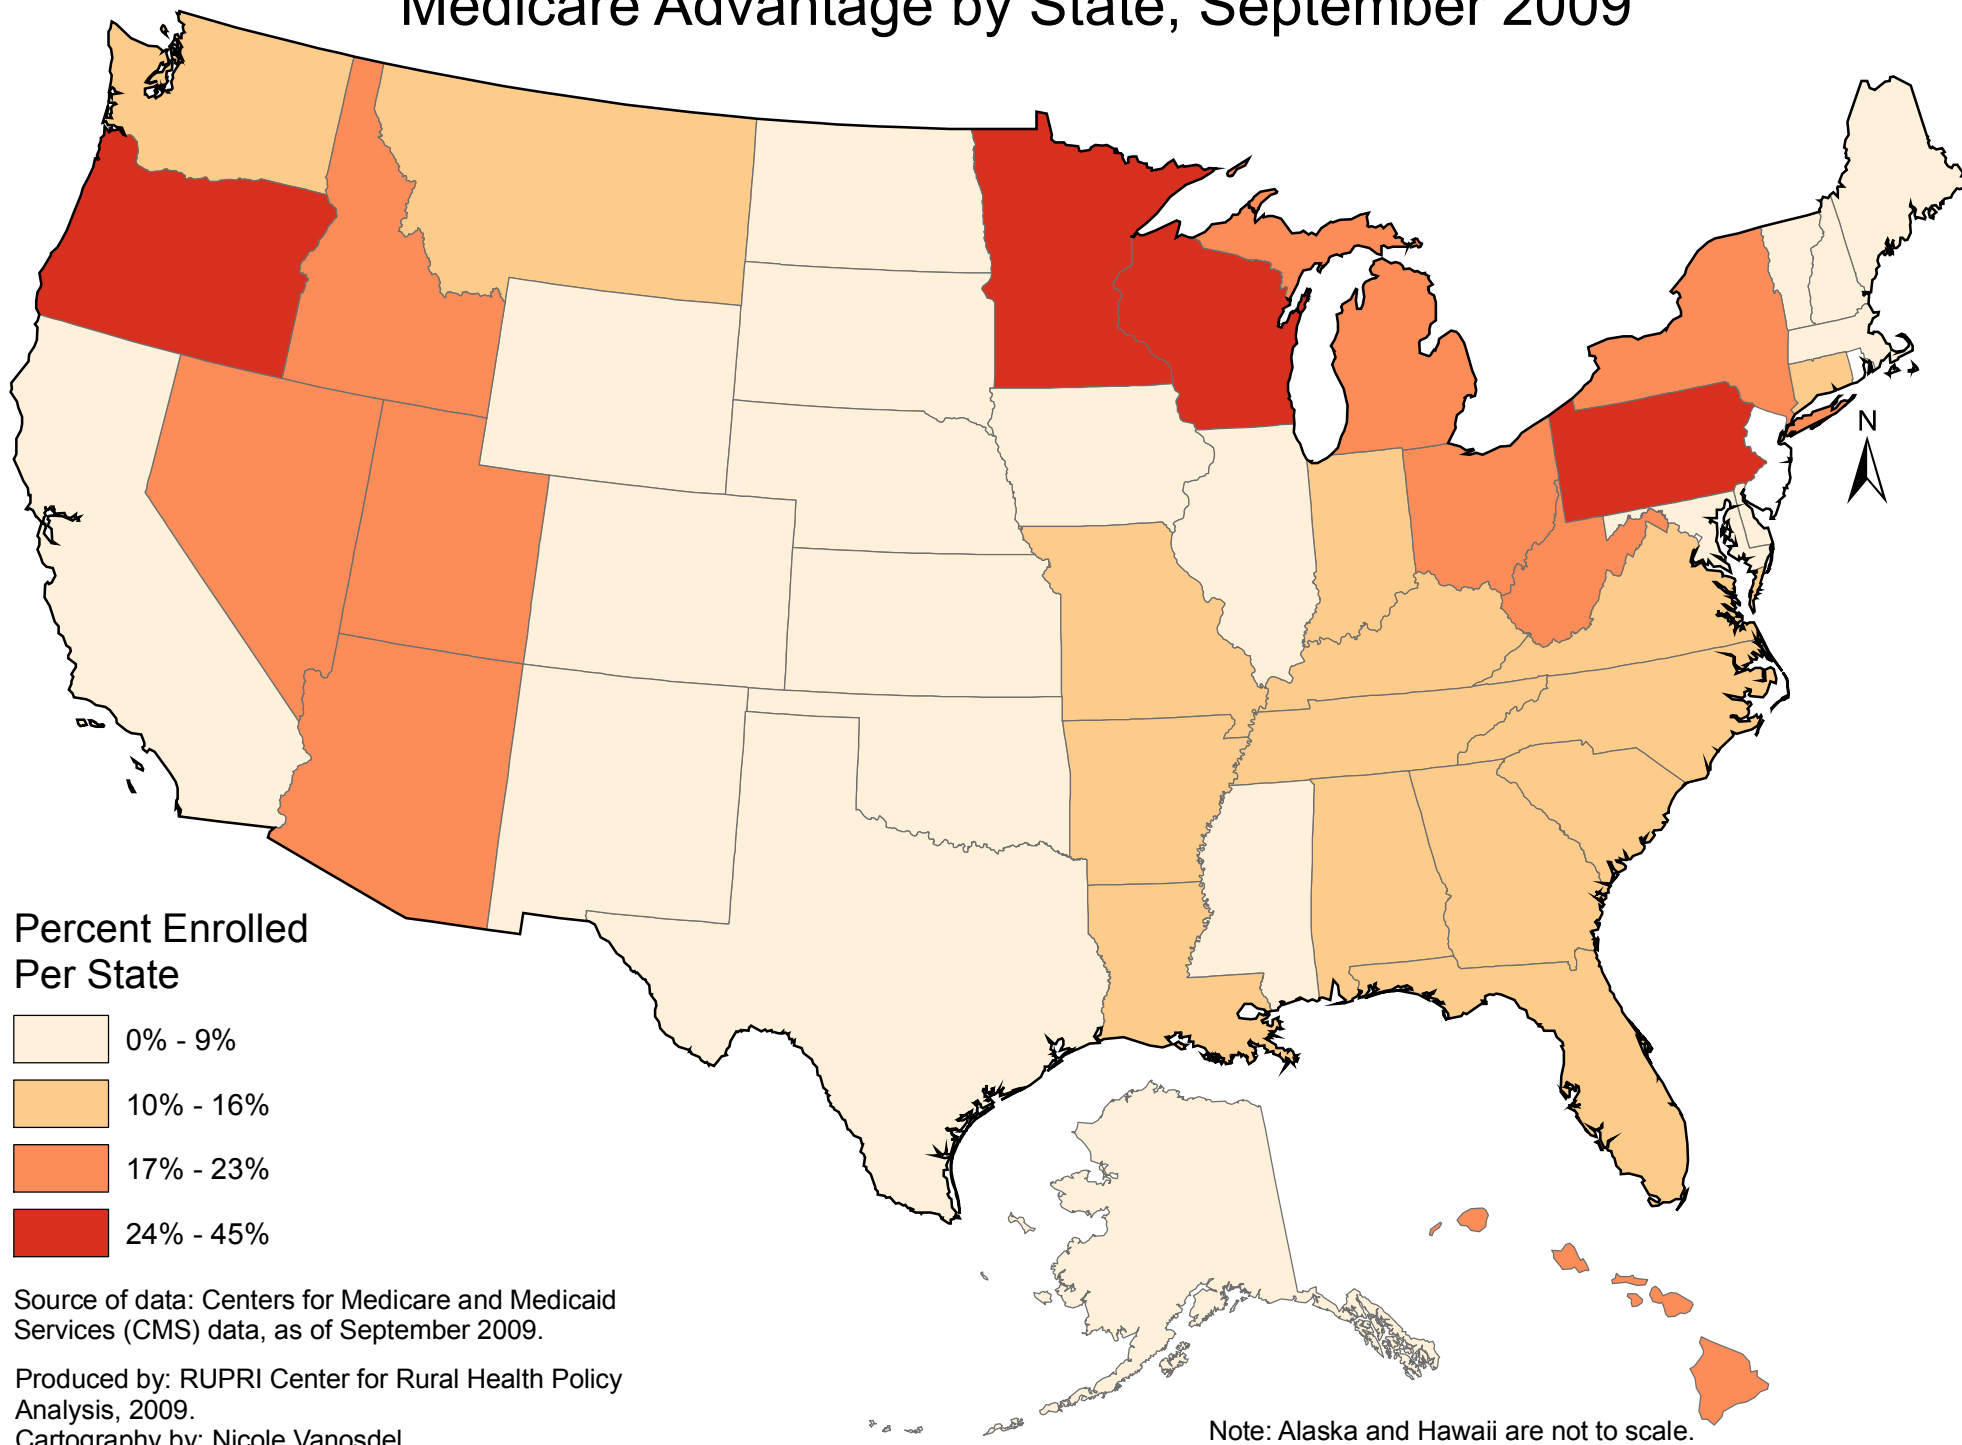 Medicare Advantage by State, September 2009
N
Percent Enrolled
Per State
0% - 9%
10% - 16%
17% - 23%
24% - 45%
Source of data: Centers for Medicare and Medicaid
Services (CMS) data, as of September 2009.
Produced by: RUPRI Center for Rural Health Policy
Analysis, 2009.
Cartography by: Nicole Vanosdel
Note: Alaska and Hawaii are not to scale.